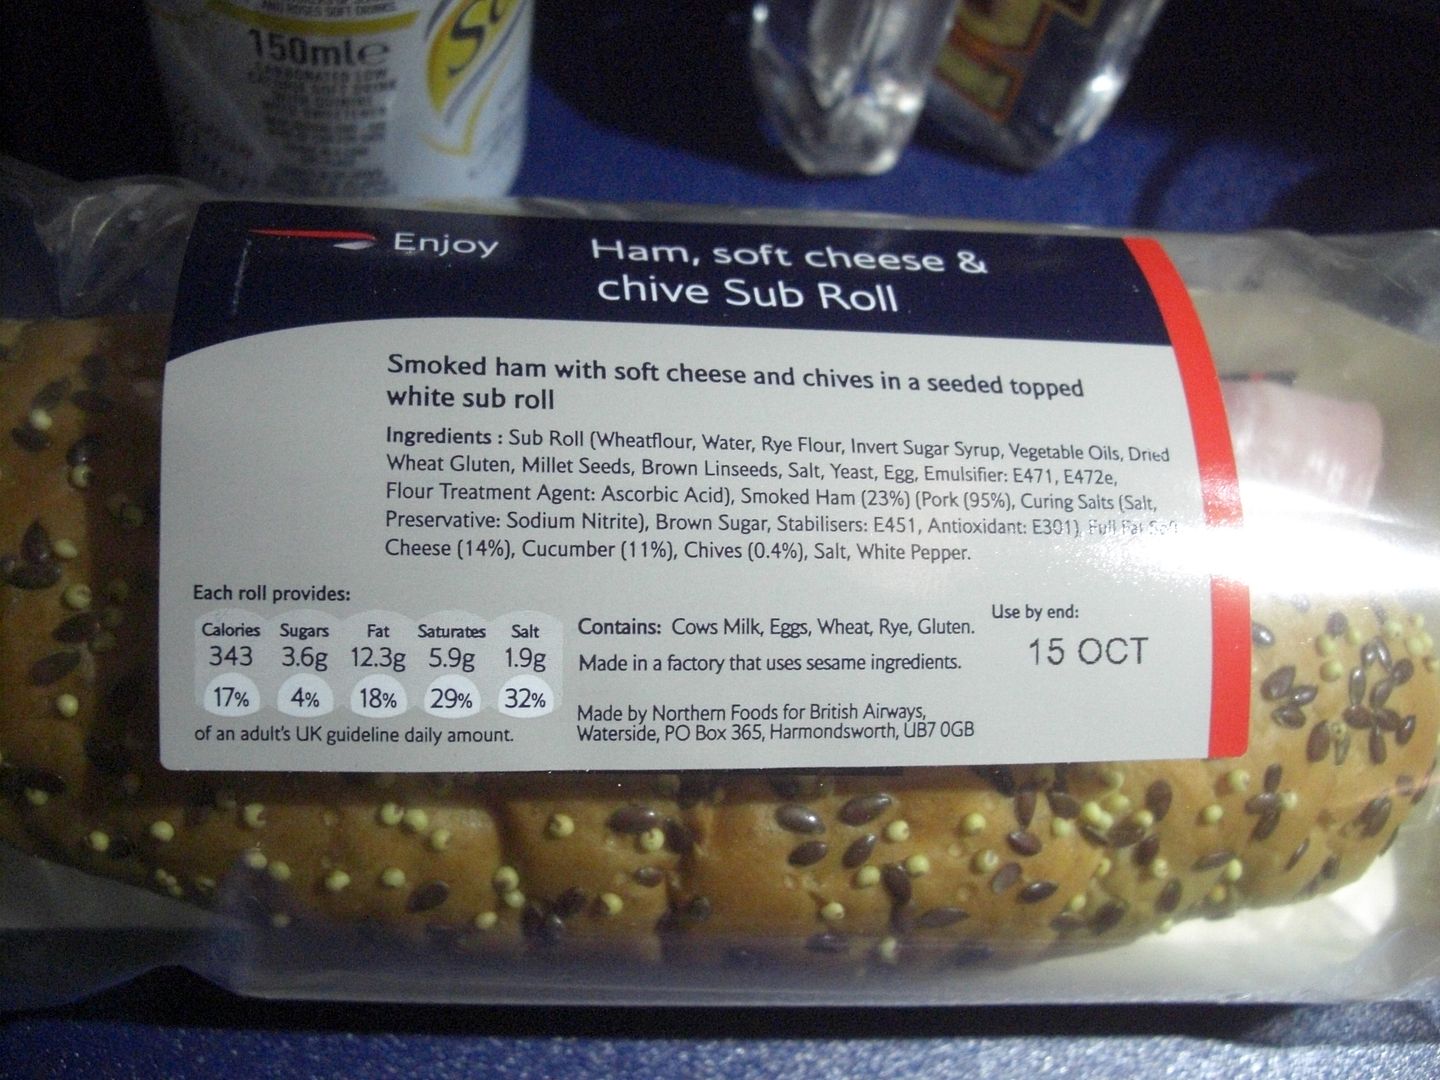 AND ROSES SOFT DRINKS
150ml℮
Enjoy
Ham, soft cheese &
chive Sub Roll
Smoked ham with soft cheese and chives in a seeded topped
white sub roll
Ingredients : Sub Roll (Wheatflour, Water, Rye Flour, Invert Sugar Syrup, Vegetable Oils, Dried
Wheat Gluten, Millet Seeds, Brown Linseeds, Salt, Yeast, Egg, Emulsifier: E471, E472e,
Flour Treatment Agent: Ascorbic Acid), Smoked Ham (23%) (Pork (95%), Curing Salts (Salt,
Preservative: Sodium Nitrite), Brown Sugar, Stabilisers: E451, Antioxidant: E301), Full Fat Soft
Cheese (14%), Cucumber (11%), Chives (0.4%), Salt, White Pepper.
Each roll provides:
Calories Sugars Fat Saturates Salt
343 3.6g 12.3g 5.9g 1.9g
17% 4% 18% 29% 32%
of an adult's UK guideline daily amount.
Contains: Cows Milk, Eggs, Wheat, Rye, Gluten.
Made in a factory that uses sesame ingredients.
Made by Northern Foods for British Airways,
Waterside, PO Box 365, Harmondsworth, UB7 0GB
Use by end:
15 OCT